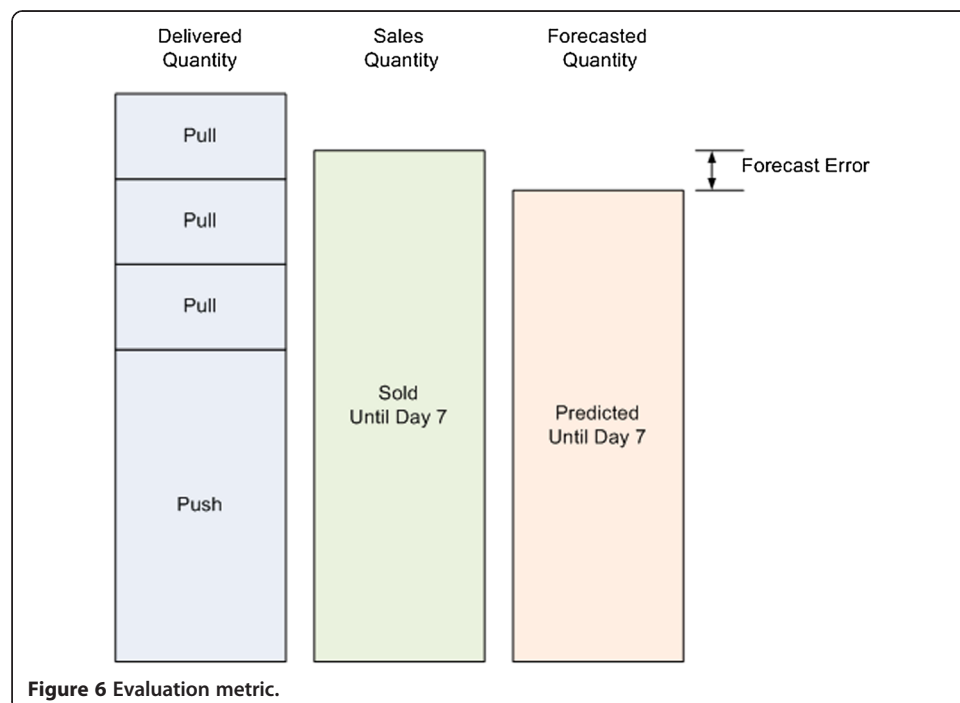 Delivered
Quantity
Sales
Quantity
Forecasted
Quantity
Pull
Pull
Pull
Push
Sold
Until Day 7
Predicted
Until Day 7
Forecast Error
Figure 6 Evaluation metric.